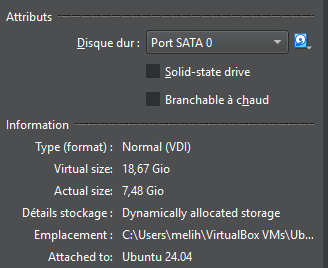 Attributs
Disque dur : Port SATA 0
Solid-state drive
Branchable à chaud
Information
Type (format) : Normal (VDI)
Virtual size: 18,67 Gio
Actual size: 7,48 Gio
Détails stockage : Dynamically allocated storage
Emplacement : C:\Users\melih\VirtualBox VMs\Ub...
Attached to: Ubuntu 24.04